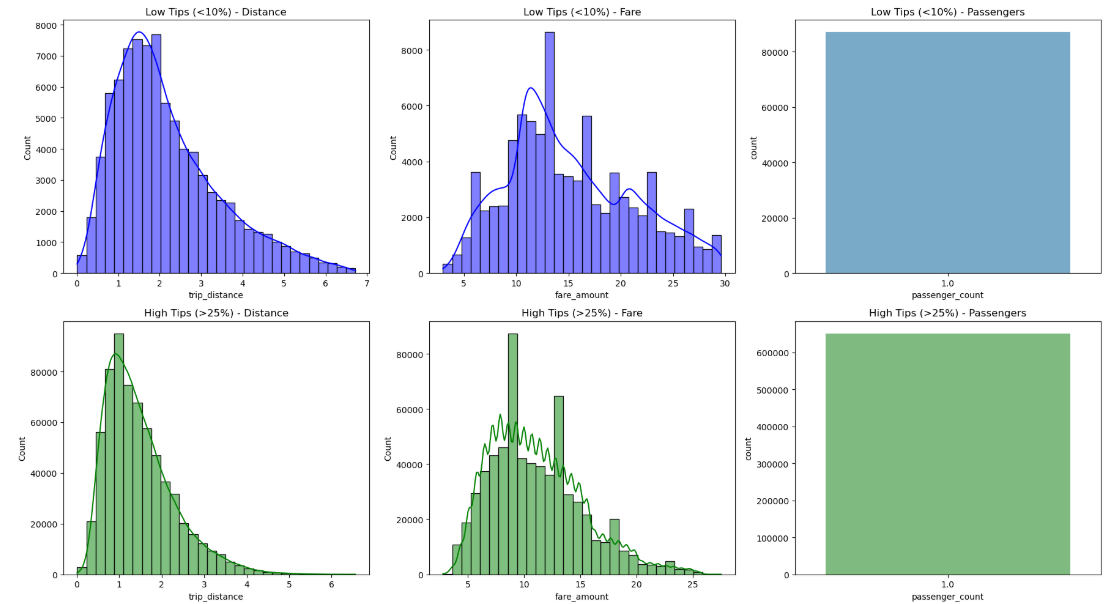 Low Tips (<10%) - Distance
Count
8000
7000
6000
5000
4000
3000
2000
1000
0
0 1 2 3 4 5 6 7
trip_distance
Low Tips (<10%) - Fare
Count
8000
6000
4000
2000
0
5 10 15 20 25 30
fare_amount
Low Tips (<10%) - Passengers
count
80000
60000
40000
20000
0
1.0
passenger_count
High Tips (>25%) - Distance
Count
80000
60000
40000
20000
0
0 1 2 3 4 5 6
trip_distance
High Tips (>25%) - Fare
Count
80000
60000
40000
20000
0
5 10 15 20 25
fare_amount
High Tips (>25%) - Passengers
count
600000
500000
400000
300000
200000
100000
0
1.0
passenger_count